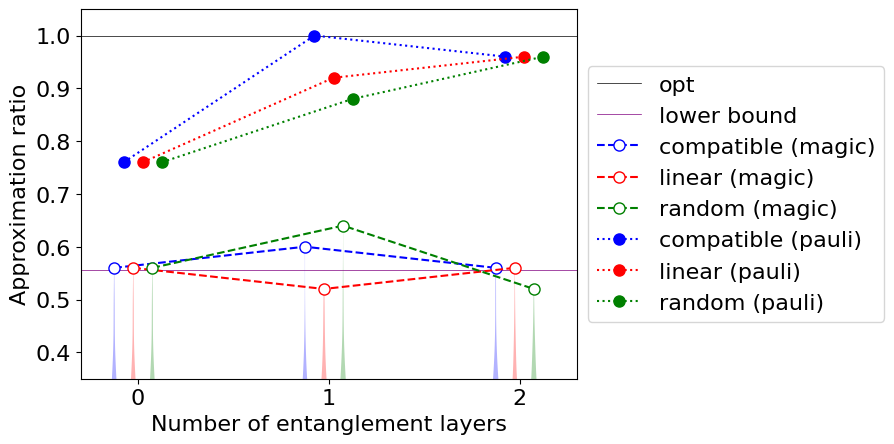 1.0
0.9
0.8
0.7
0.6
0.5
0.4
Approximation ratio
0 1 2
Number of entanglement layers
opt
lower bound
compatible (magic)
linear (magic)
random (magic)
compatible (pauli)
linear (pauli)
random (pauli)